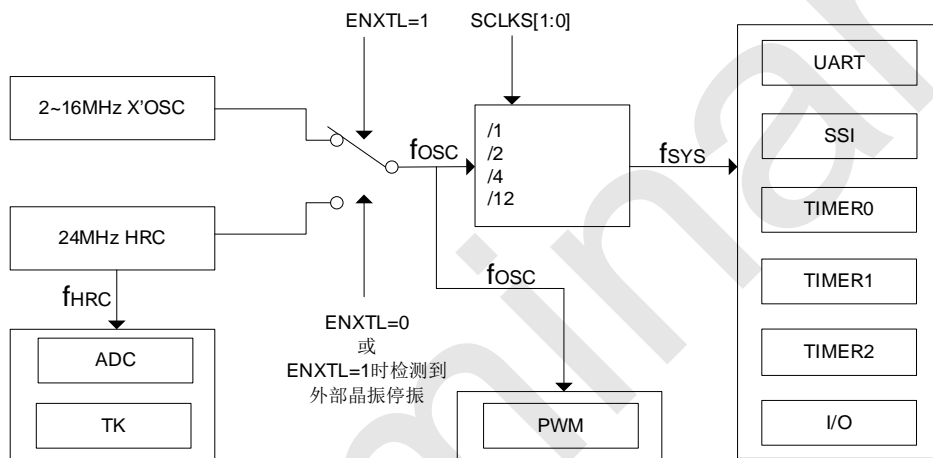 ENXTL=1
SCLKS[1:0]
2~16MHz X'OSC
24MHz HRC
fHRC
ADC
TK
ENXTL=0
或
ENXTL=1时检测到
外部晶振停振
fOSC
/1
/2
/4
/12
fSYS
fOSC
PWM
UART
SSI
TIMER0
TIMER1
TIMER2
I/O
minar